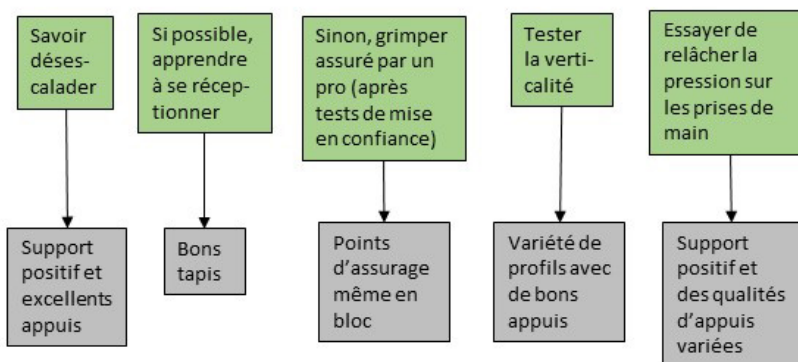 Savoir
déses-
calader
Si possible,
apprendre
à se récep-
tionner
Sinon, grimper
assuré par un
pro (après
tests de mise
en confiance)
Tester
la verti-
calité
Essayer de
relâcher la
pression sur
les prises de
main
Support
positif et
excellents
appuis
Bons
tapis
Points
d’assurage
même en
bloc
Variété de
profils avec
de bons
appuis
Support
positif et
des qualités
d’appuis
variées